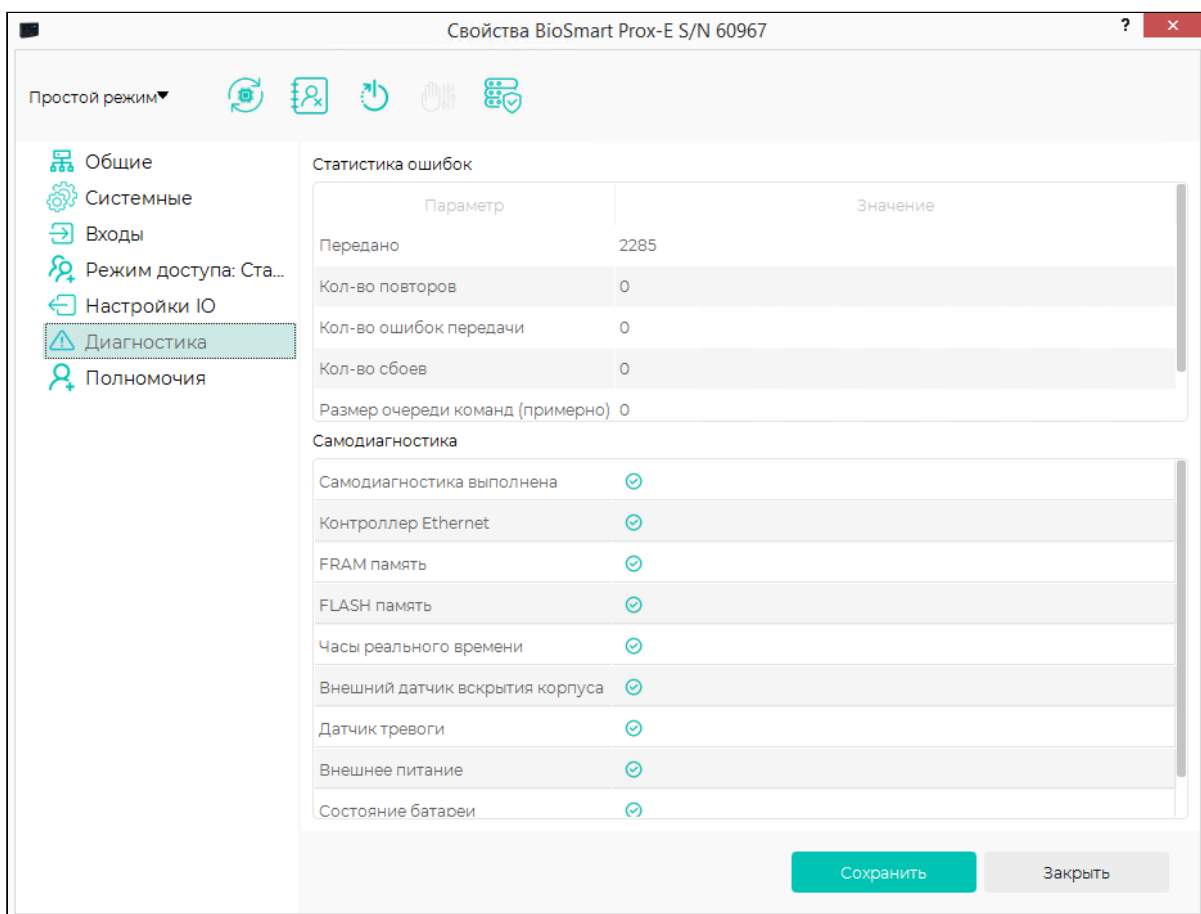 Свойства BioSmart Prox-E S/N 60967
?
Простой режим
Общие
Системные
Входы
Режим доступа: Ста...
Настройки IO
Диагностика
Полномочия
Статистика ошибок
Параметр Значение
Передано 2285
Кол-во повторов 0
Кол-во ошибок передачи 0
Кол-во сбоев 0
Размер очереди команд (примерно) 0
Самодиагностика
Самодиагностика выполнена
Контроллер Ethernet
FRAM память
FLASH память
Часы реального времени
Внешний датчик вскрытия корпуса
Датчик тревоги
Внешнее питание
Состояние батареи
Сохранить Закрыть